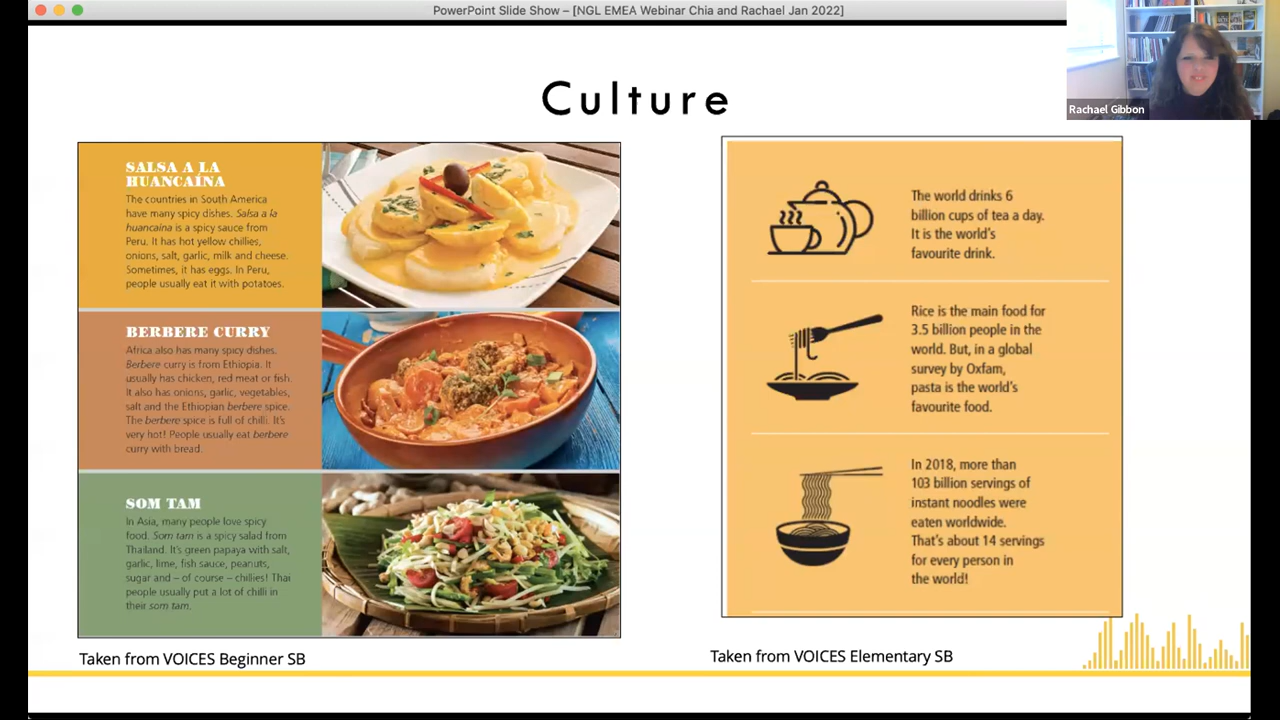 PowerPoint Slide Show – [NGL EMEA Webinar Chia and Rachael Jan 2022]
Rachael Gibbon
Culture
SALSA A LA
HUANCAÍNA
The countries in South America
have many spicy dishes. Salsa a la
huancaína is a spicy sauce from
Peru. It has hot yellow chillies,
onions, salt, garlic, milk and cheese.
Sometimes, it has eggs. In Peru,
people usually eat it with potatoes.
BERBERE CURRY
Africa also has many spicy dishes.
Berbere curry is from Ethiopia. It
usually has chicken, red meat or fish.
It also has onions, garlic, vegetables,
salt and the Ethiopian berbere spice.
The berbere spice is full of chilli. It's
very hot! People usually eat berbere
curry with bread.
SOM TAM
In Asia, many people love spicy
food. Som tam is a spicy salad from
Thailand. It's green papaya with salt,
garlic, lime, fish sauce, peanuts,
sugar and – of course – chillies! Thai
people usually put a lot of chilli in
their som tam.
Taken from VOICES Beginner SB
The world drinks 6
billion cups of tea a day.
It is the world's
favourite drink.
Rice is the main food for
3.5 billion people in the
world. But, in a global
survey by Oxfam,
pasta is the world's
favourite food.
In 2018, more than
103 billion servings of
instant noodles were
eaten worldwide.
That's about 14 servings
for every person in
the world!
Taken from VOICES Elementary SB